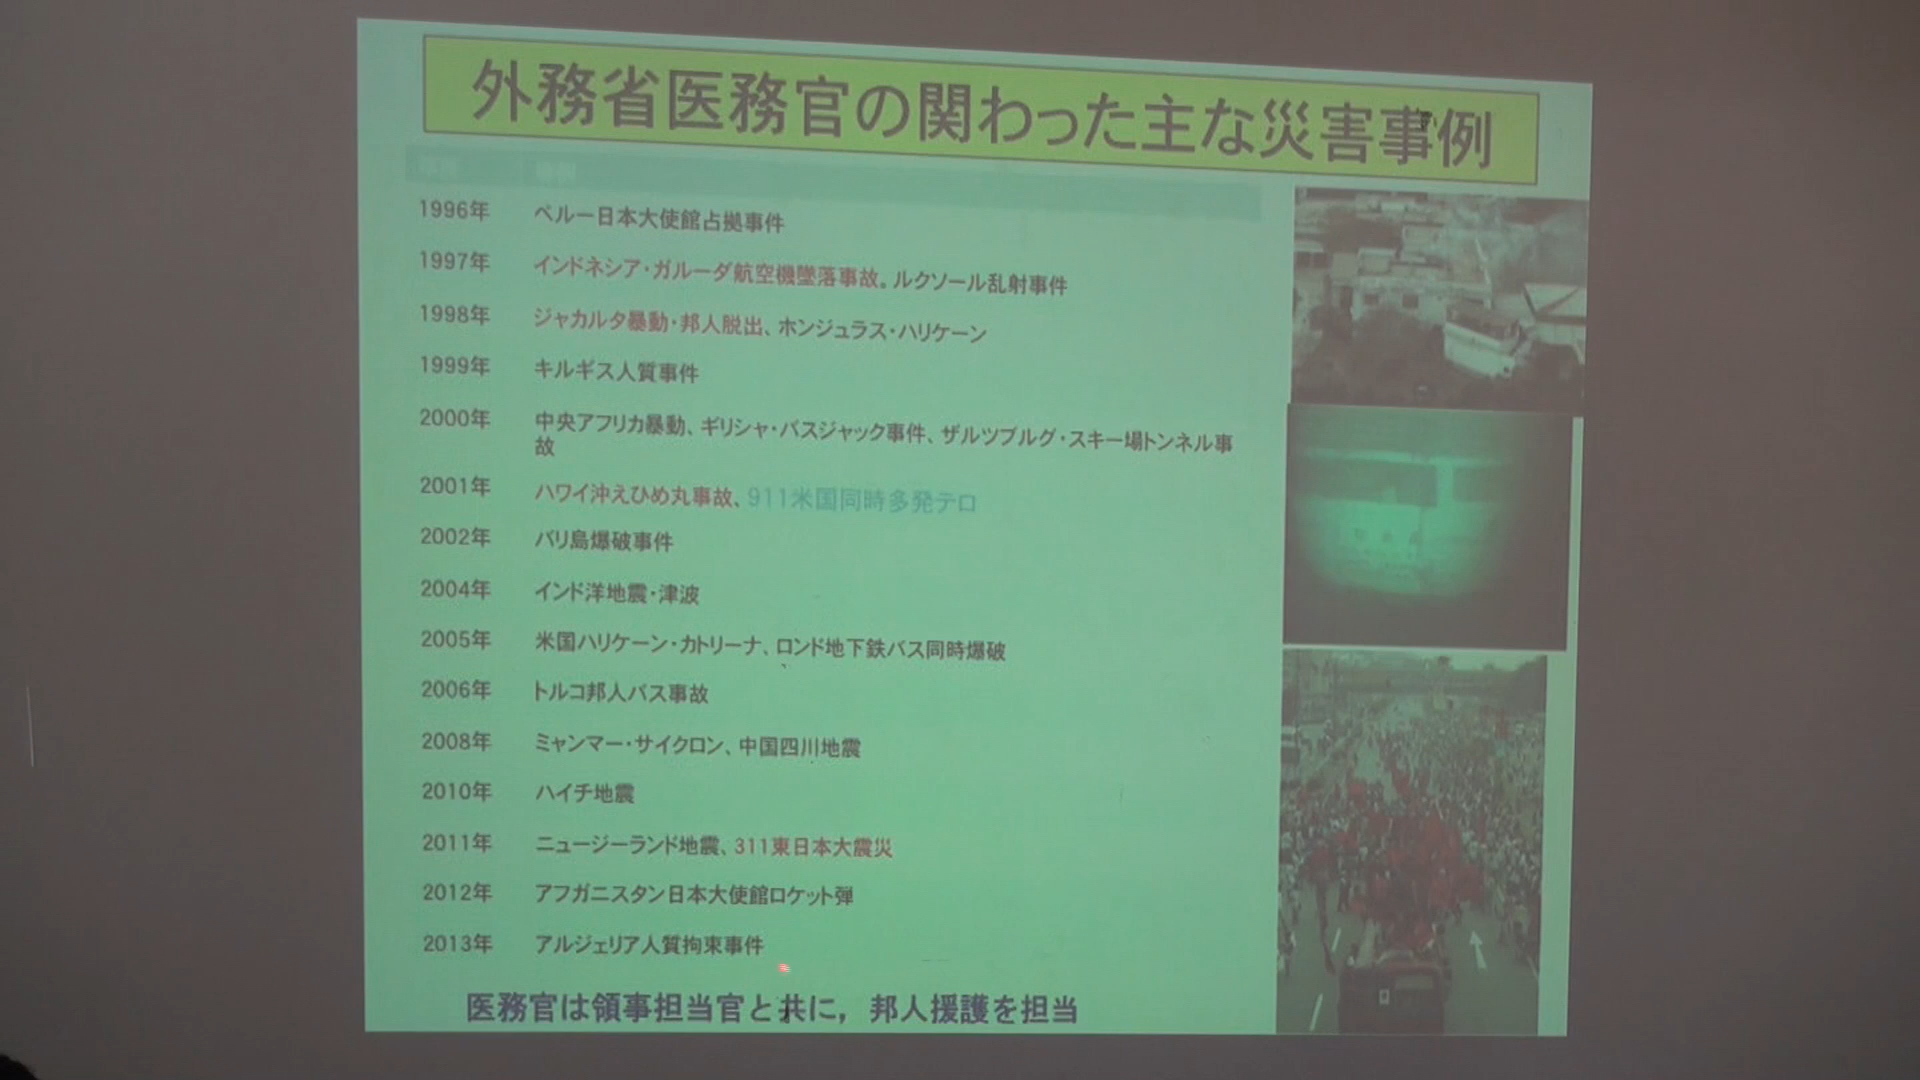 外務省医務官の関わった主な災害事例
1996年 ペルー日本大使館占拠事件
1997年 インドネシア・ガルーダ航空機墜落事故。ルクソール乱射事件
1998年 ジャカルタ暴動・邦人脱出、ホンジュラス・ハリケーン
1999年 キルギス人質事件
2000年 中央アフリカ暴動、ギリシャ・バスジャック事件、ザルツブルグ・スキー場トンネル事
故
2001年 ハワイ沖えひめ丸事故、911米国同時多発テロ
2002年 バリ島爆破事件
2004年 インド洋地震・津波
2005年 米国ハリケーン・カトリーナ、ロンド地下鉄バス同時爆破
2006年 トルコ邦人バス事故
2008年 ミャンマー・サイクロン、中国四川地震
2010年 ハイチ地震
2011年 ニュージーランド地震、311東日本大震災
2012年 アフガニスタン日本大使館ロケット弾
2013年 アルジェリア人質拘束事件
医務官は領事担当官と共に，邦人援護を担当